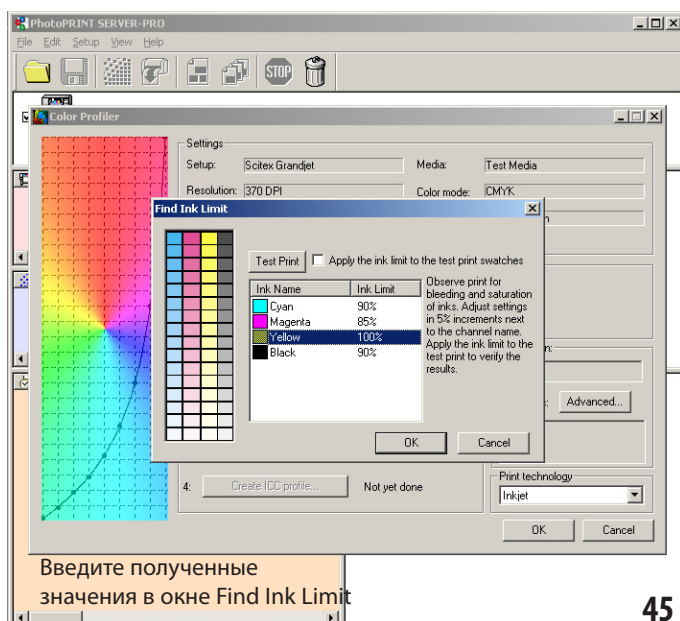 PhotoPRINT SERVER-PRO
File Edit Setup View Help
STOP
Color Profiler
Settings
Setup: Scitex Grandjet Media: Test Media
Resolution: 370 DPI Color mode: CMYK
Find Ink Limit
Test Print Apply the ink limit to the test print swatches
Ink Name Ink Limit
Cyan 90%
Magenta 85%
Yellow 100%
Black 90%
Observe print for
bleeding and saturation
of inks. Adjust settings
in 5% increments next
to the channel name.
Apply the ink limit to the
test print to verify the
results.
OK Cancel
Advanced...
4: Create ICC profile... Not yet done
Print technology
Inkjet
OK Cancel
Введите полученные
значения в окне Find Ink Limit
45